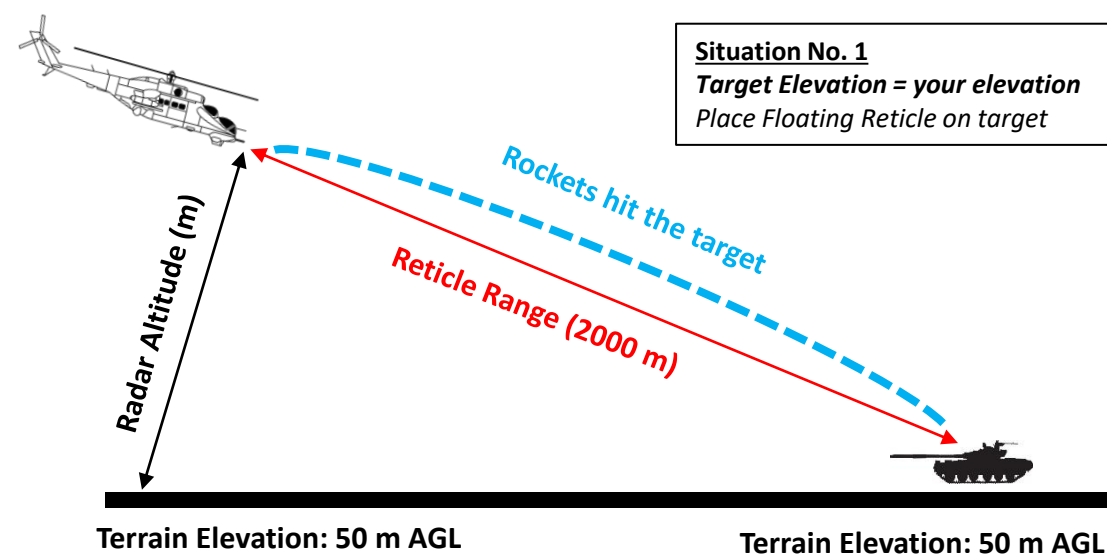 Situation No. 1
Target Elevation = your elevation
Place Floating Reticle on target
Rockets hit the target
Reticle Range (2000 m)
Radar Altitude (m)
Terrain Elevation: 50 m AGL
Terrain Elevation: 50 m AGL